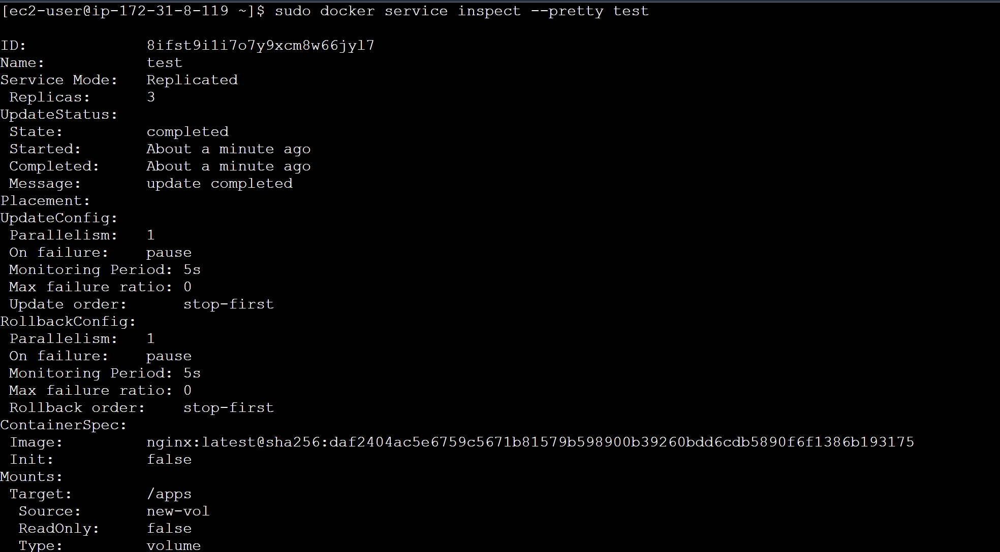 [ec2-user@ip-172-31-8-119 ~]$ sudo docker service inspect --pretty test
ID: 8ifst9i1i7o7y9xcm8w66jyl7
Name: test
Service Mode: Replicated
Replicas: 3
UpdateStatus:
State: completed
Started: About a minute ago
Completed: About a minute ago
Message: update completed
Placement:
UpdateConfig:
Parallelism: 1
On failure: pause
Monitoring Period: 5s
Max failure ratio: 0
Update order: stop-first
RollbackConfig:
Parallelism: 1
On failure: pause
Monitoring Period: 5s
Max failure ratio: 0
Rollback order: stop-first
ContainerSpec:
Image: nginx:latest@sha256:daf2404ac5e6759c5671b81579b598900b39260bdd6cdb5890f6f1386b193175
Init: false
Mounts:
Target: /apps
Source: new-vol
ReadOnly: false
Type: volume